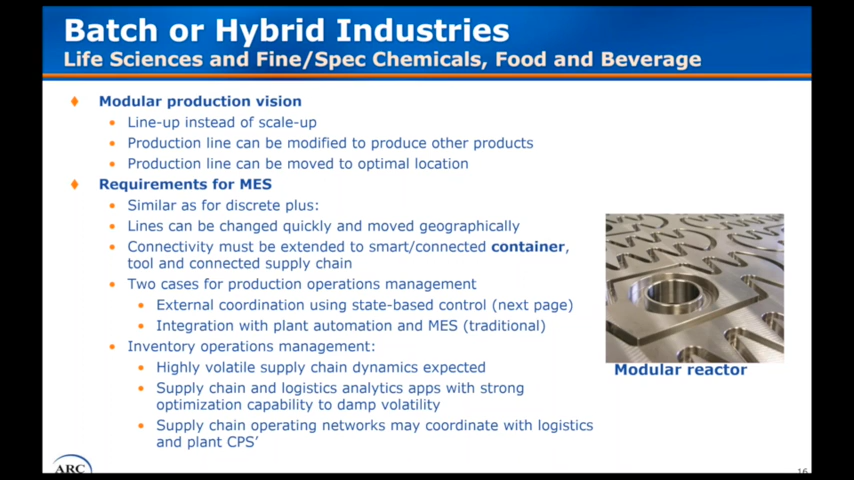 Batch or Hybrid Industries
Life Sciences and Fine/Spec Chemicals, Food and Beverage
Modular production vision
Line-up instead of scale-up
Production line can be modified to produce other products
Production line can be moved to optimal location
Requirements for MES
Similar as for discrete plus:
Lines can be changed quickly and moved geographically
Connectivity must be extended to smart/connected container,
tool and connected supply chain
Two cases for production operations management
External coordination using state-based control (next page)
Integration with plant automation and MES (traditional)
Inventory operations management:
Highly volatile supply chain dynamics expected
Supply chain and logistics analytics apps with strong
optimization capability to damp volatility
Supply chain operating networks may coordinate with logistics
and plant CPS’
Modular reactor
ARC
16